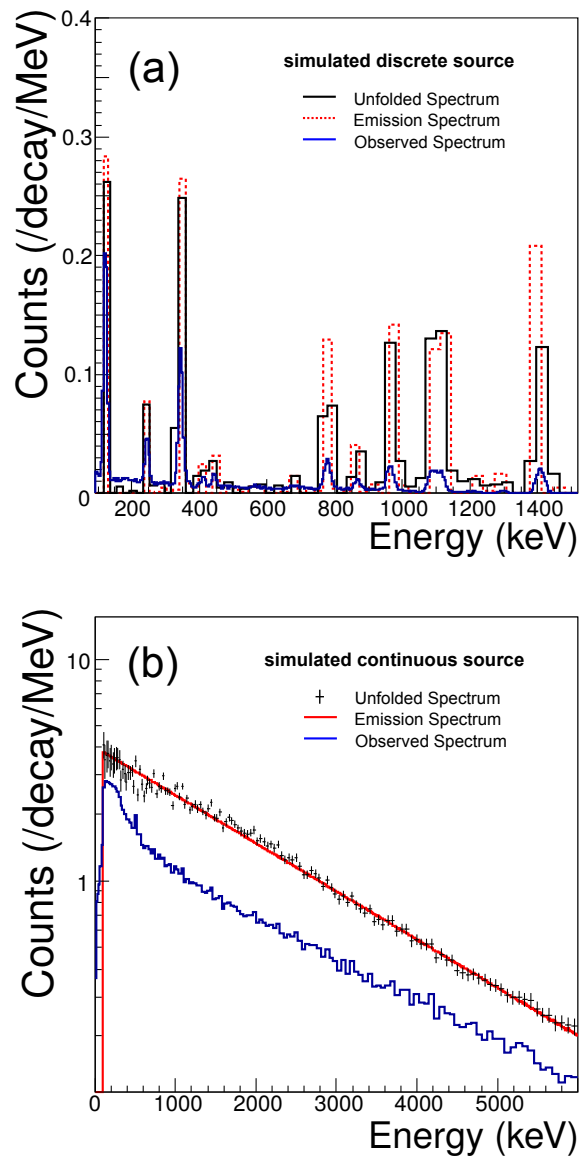 0.4
(a)
simulated discrete source
Unfolded Spectrum
Emission Spectrum
Observed Spectrum
0.3
0.2
0.1
0
Counts (/decay/MeV)
200 400 600 800 1000 1200 1400
Energy (keV)
10
(b)
simulated continuous source
Unfolded Spectrum
Emission Spectrum
Observed Spectrum
1
Counts (/decay/MeV)
0 1000 2000 3000 4000 5000
Energy (keV)